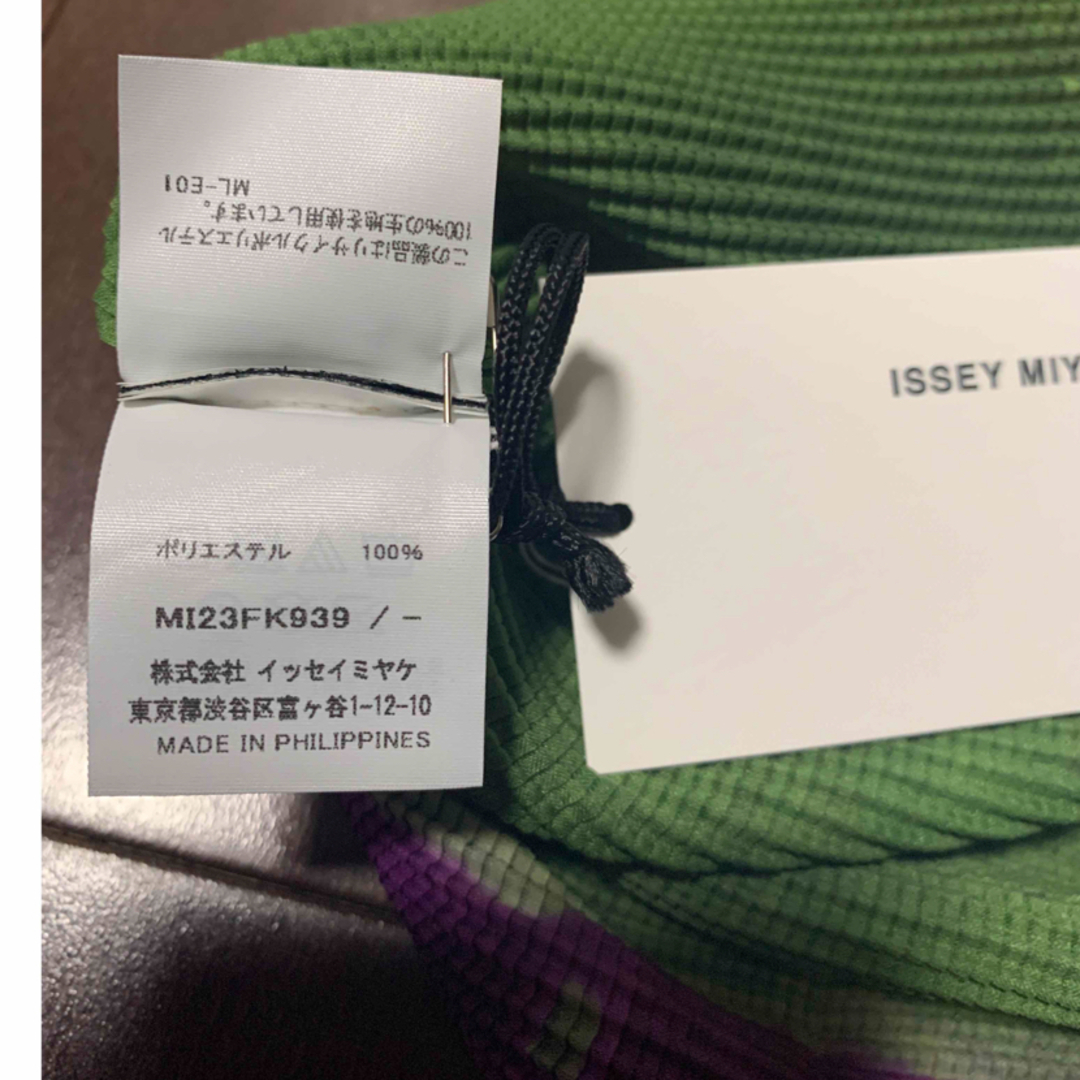 この製品はリサイクルポリエステル
100%の生地を使用しています。
ML-E01
ポリエステル 100%
MI23FK939 / -
株式会社 イッセイミヤケ
東京都渋谷区富ヶ谷1-12-10
MADE IN PHILIPPINES
ISSEY MIY